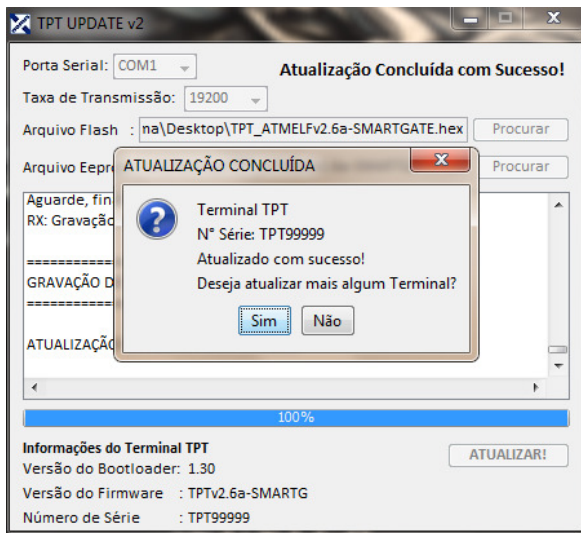 TPT UPDATE v2
Porta Serial: COM1
Atualização Concluída com Sucesso!
Taxa de Transmissão: 19200
Arquivo Flash : na\Desktop\TPT_ATMELFv2.6a-SMARTGATE.hex Procurar
Arquivo Eepr Procurar
ATUALIZAÇÃO CONCLUÍDA
Terminal TPT
N° Série: TPT99999
Atualizado com sucesso!
Deseja atualizar mais algum Terminal?
Sim Não
Aguarde, fin
RX: Gravação
==========
GRAVAÇÃO D
==========
ATUALIZAÇÃO
100%
Informações do Terminal TPT
ATUALIZAR!
Versão do Bootloader: 1.30
Versão do Firmware : TPTv2.6a-SMARTG
Número de Série : TPT99999